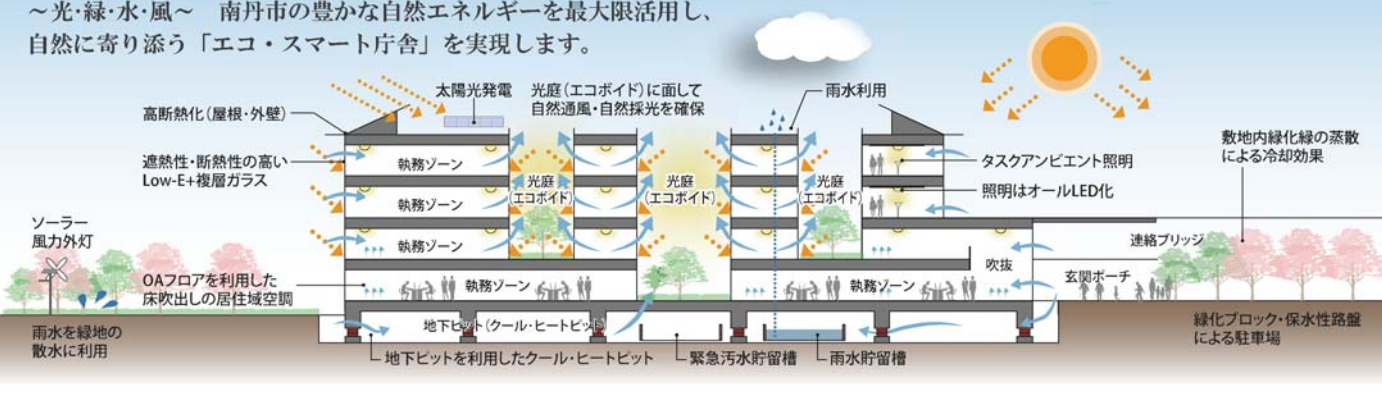 ～光・緑・水・風～　南丹市の豊かな自然エネルギーを最大限活用し、
自然に寄り添う「エコ・スマート庁舎」を実現します。
太陽光発電
光庭（エコボイド）に面して
自然通風・自然採光を確保
雨水利用
高断熱化（屋根・外壁）
遮熱性・断熱性の高い
Low-E+複層ガラス
執務ゾーン
執務ゾーン
執務ゾーン
執務ゾーン
執務ゾーン
光庭
（エコボイド）
光庭
（エコボイド）
光庭
（エコボイド）
タスクアンビエント照明
照明はオールLED化
敷地内緑化緑の蒸散
による冷却効果
ソーラー
風力外灯
OAフロアを利用した
床吹出しの居住域空調
吹抜
連絡ブリッジ
玄関ポーチ
雨水を緑地の
散水に利用
地下ピット（クール・ヒートピット）
地下ピットを利用したクール・ヒートピット
緊急汚水貯留槽
雨水貯留槽
緑化ブロック・保水性路盤
による駐車場